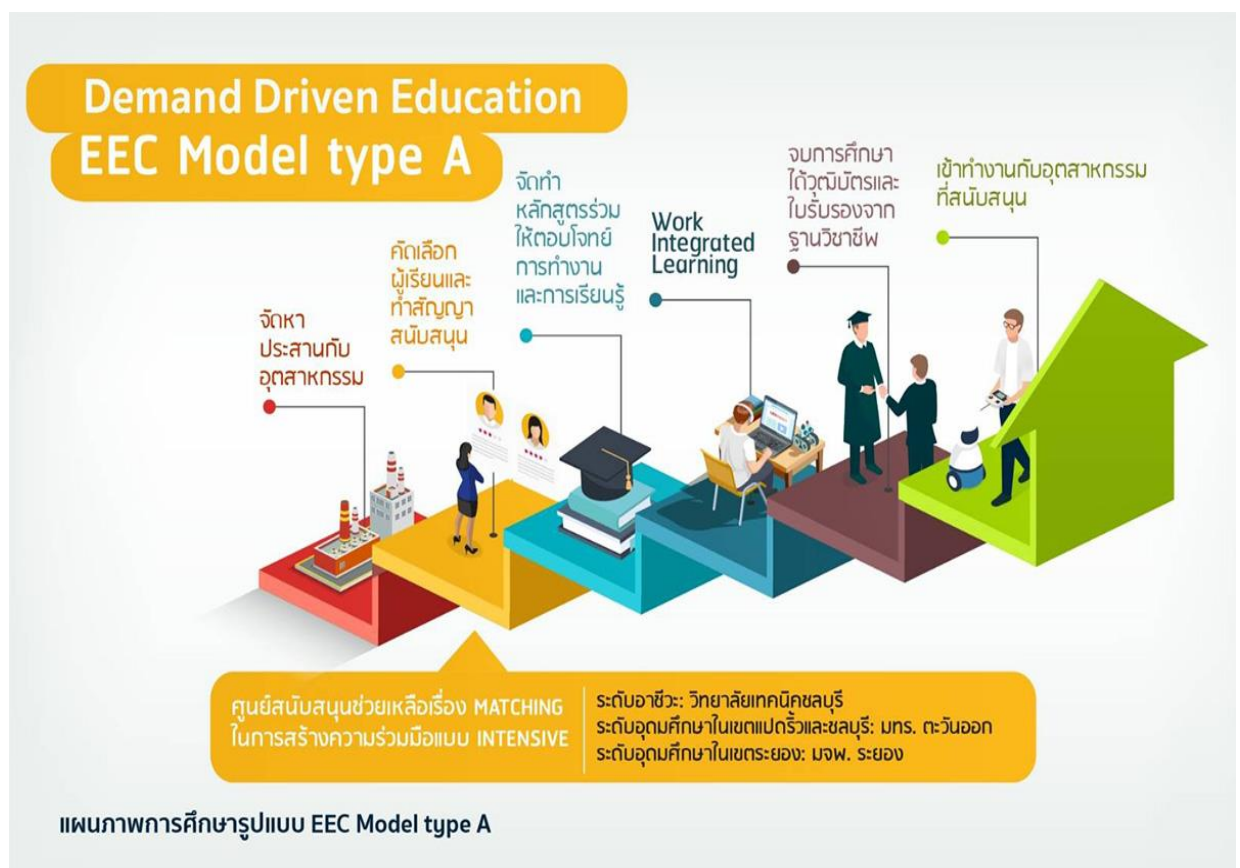 Demand Driven Education
EEC Model type A
จัดหา
ประสานกับ
อุตสาหกรรม
คัดเลือก
ผู้เรียนและ
ทำสัญญา
สนับสนุน
จัดทำ
หลักสูตรร่วม
ให้ตอบโจทย์
การทำงาน
และการเรียนรู้
Work
Integrated
Learning
จบการศึกษา
ได้วุฒิบัตรและ
ใบรับรองจาก
ฐานวิชาชีพ
เข้าทำงานกับอุตสาหกรรม
ที่สนับสนุน
ศูนย์สนับสนุนช่วยเหลือเรื่อง MATCHING
ในการสร้างความร่วมมือแบบ INTENSIVE
ระดับอาชีวะ: วิทยาลัยเทคนิคชลบุรี
ระดับอุดมศึกษาในเขตแปดริ้วและชลบุรี: มทร. ตะวันออก
ระดับอุดมศึกษาในเขตระยอง: มจพ. ระยอง
แผนภาพการศึกษารูปแบบ EEC Model type A